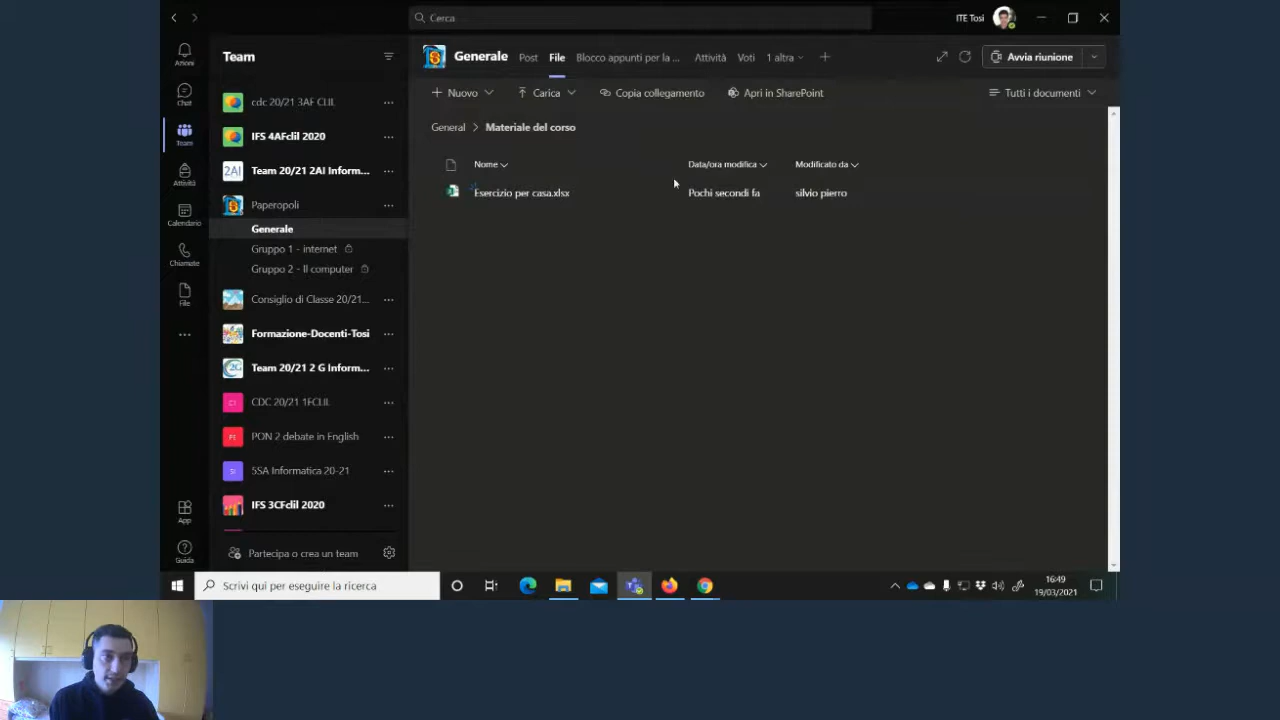 Cerca
ITE Tosi
Azioni
Chat
Team
Attività
Calendario
Chiamate
File
App
Guida
Team
cdc 20/21 3AF CLIL
IFS 4AFclil 2020
2AI
Team 20/21 2AI Inform...
Paperopoli
Generale
Gruppo 1 - internet
Gruppo 2 - Il computer
Consiglio di Classe 20/21...
Formazione-Docenti-Tosi
2G
Team 20/21 2 G Inform...
C1
CDC 20/21 1FCLIL
PON 2 debate in English
5SA Informatica 20-21
IFS 3CFclil 2020
Partecipa o crea un team
Generale Post File Blocco appunti per la ... Attività Voti 1 altra
Avvia riunione
Nuovo Carica Copia collegamento Apri in SharePoint Tutti i documenti
General > Materiale del corso
Nome Data/ora modifica Modificato da
Esercizio per casa.xlsx Pochi secondi fa silvio pierro
Scrivi qui per eseguire la ricerca
16:49
19/03/2021